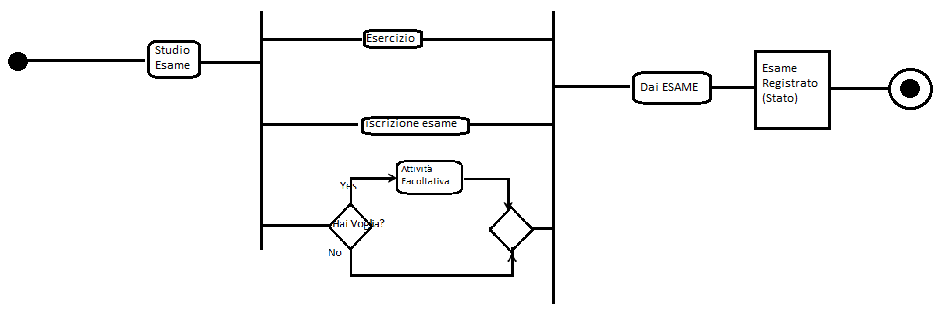 Studio
Esame
Esercizio
iscrizione esame
Attività
Facoltativa
Yes
Hai Voglia?
No
Dai ESAME
Esame
Registrato
(Stato)